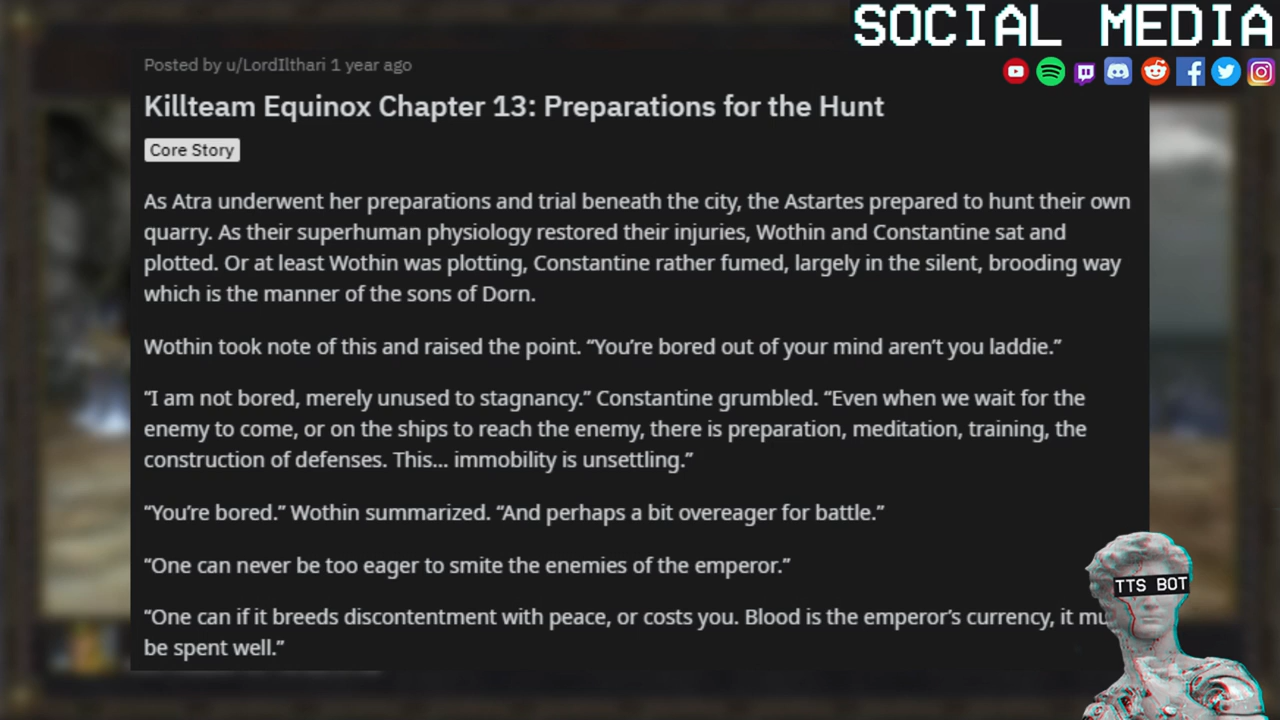 SOCIAL MEDIA
Posted by u/LordIlthari 1 year ago
Killteam Equinox Chapter 13: Preparations for the Hunt
Core Story
As Atra underwent her preparations and trial beneath the city, the Astartes prepared to hunt their own
quarry. As their superhuman physiology restored their injuries, Wothin and Constantine sat and
plotted. Or at least Wothin was plotting, Constantine rather fumed, largely in the silent, brooding way
which is the manner of the sons of Dorn.
Wothin took note of this and raised the point. “You’re bored out of your mind aren’t you laddie.”
“I am not bored, merely unused to stagnancy.” Constantine grumbled. “Even when we wait for the
enemy to come, or on the ships to reach the enemy, there is preparation, meditation, training, the
construction of defenses. This... immobility is unsettling.”
“You’re bored.” Wothin summarized. “And perhaps a bit overeager for battle.”
“One can never be too eager to smite the enemies of the emperor.”
“One can if it breeds discontentment with peace, or costs you. Blood is the emperor’s currency, it mu
be spent well.”
TTS BOT